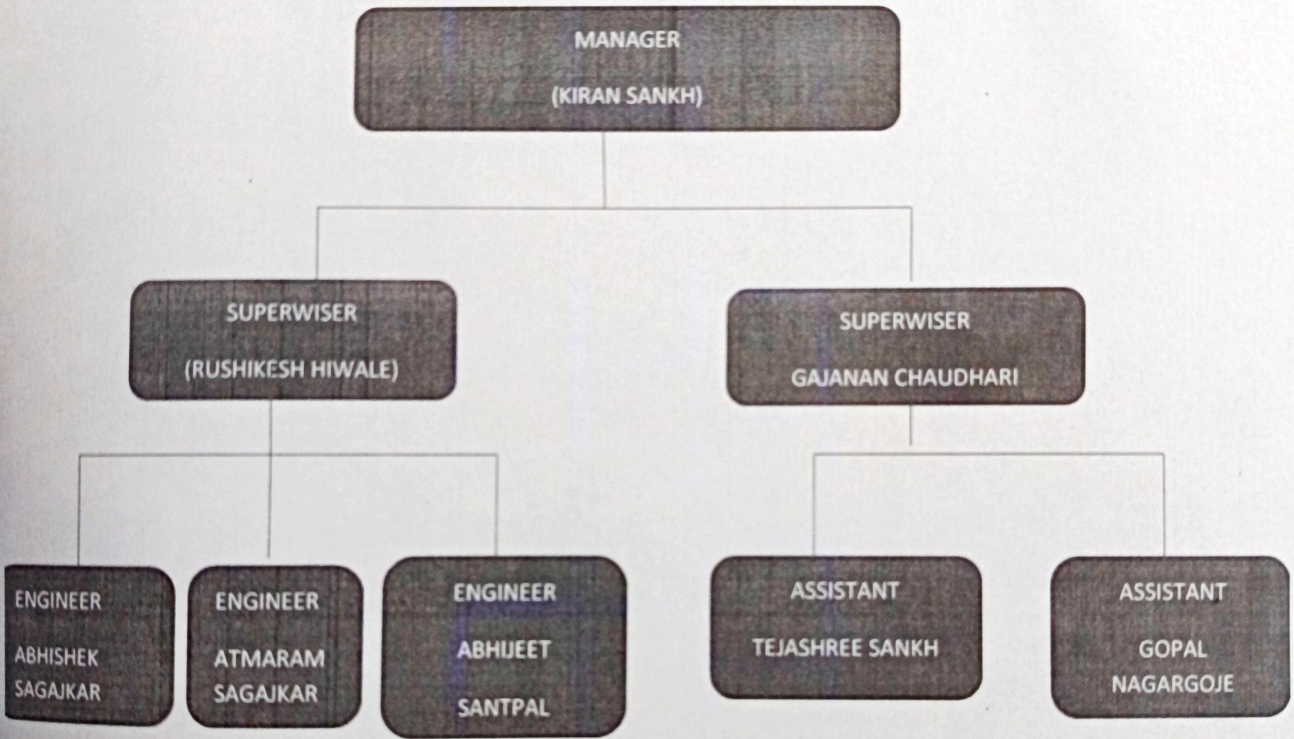 MANAGER
(KIRAN SANKH)
SUPERWISER
(RUSHIKESH HIWALE)
SUPERWISER
GAJANAN CHAUDHARI
ENGINEER
ABHISHEK
SAGAJKAR
ENGINEER
ATMARAM
SAGAJKAR
ENGINEER
ABHIJEET
SANTPAL
ASSISTANT
TEJASHREE SANKH
ASSISTANT
GOPAL
NAGARGOJE